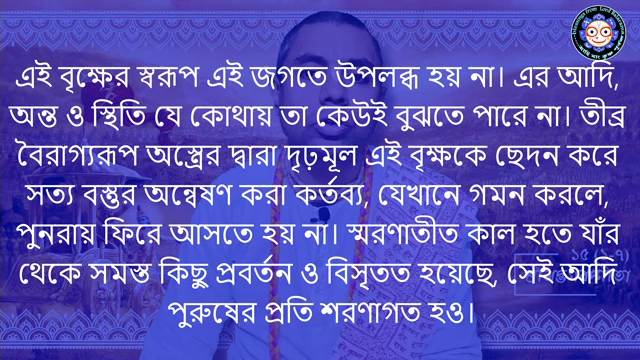 এই বৃক্ষের স্বরূপ এই জগতে উপলব্ধ হয় না। এর আদি,
অন্ত ও স্থিতি যে কোথায় তা কেউই বুঝতে পারে না। তীব্র
বৈরাগ্যরূপ অস্ত্রের দ্বারা দৃঢ়মূল এই বৃক্ষকে ছেদন করে
সত্য বস্তুর অন্বেষণ করা কর্তব্য, যেখানে গমন করলে,
পুনরায় ফিরে আসতে হয় না। স্মরণাতীত কাল হতে যাঁর
থেকে সমস্ত কিছু প্রবর্তন ও বিসৃতত হয়েছে, সেই আদি
পুরুষের প্রতি শরণাগত হও।